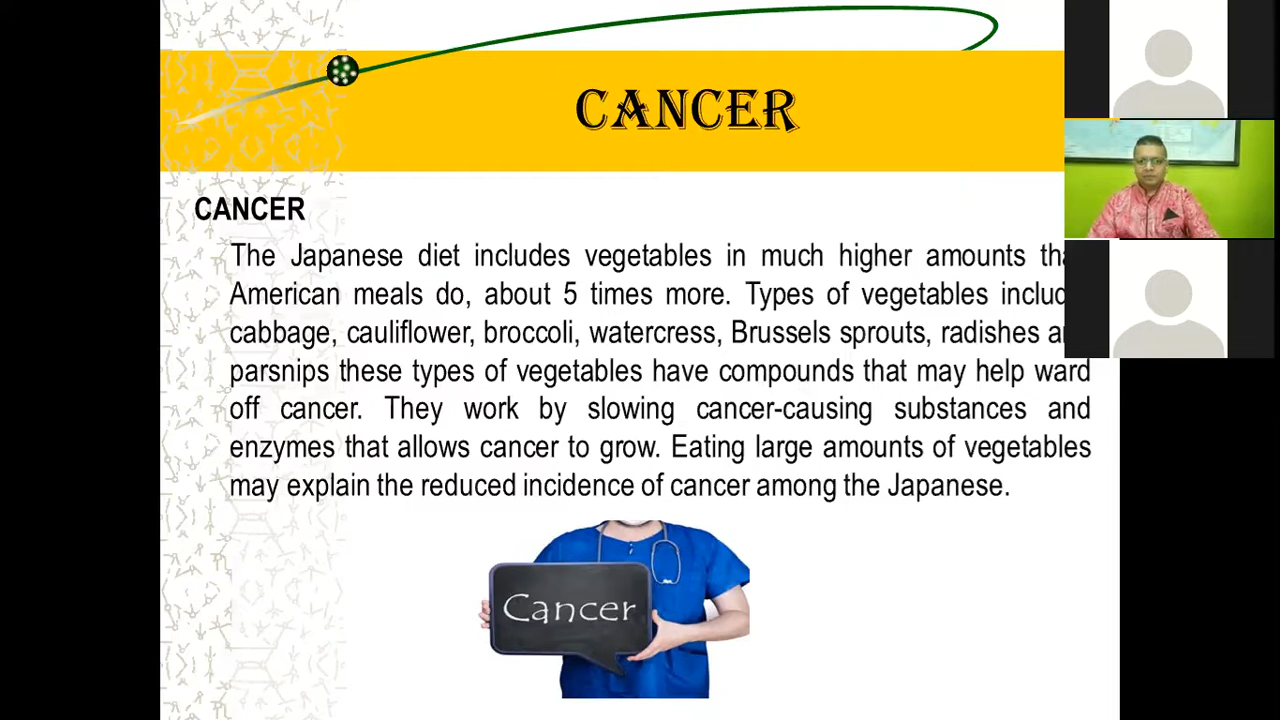 CANCER
CANCER
The Japanese diet includes vegetables in much higher amounts
American meals do, about 5 times more. Types of vegetables
cabbage, cauliflower, broccoli, watercress, Brussels sprouts, radishes
parsnips these types of vegetables have compounds that may help ward
off cancer. They work by slowing cancer-causing substances and
enzymes that allows cancer to grow. Eating large amounts of vegetables
may explain the reduced incidence of cancer among the Japanese.
Cancer